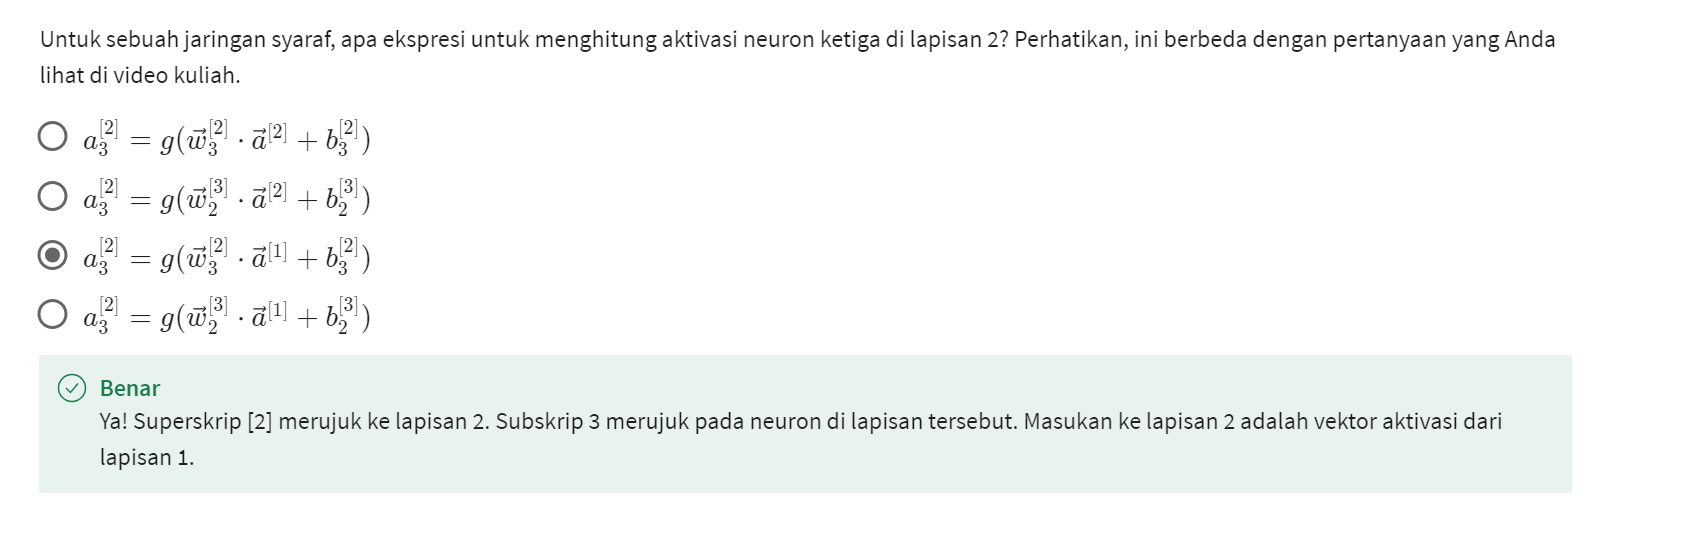 Untuk sebuah jaringan syaraf, apa ekspresi untuk menghitung aktivasi neuron ketiga di lapisan 2? Perhatikan, ini berbeda dengan pertanyaan yang Anda
lihat di video kuliah.
$a_3^{[2]} = g(\vec{w}_3^{[2]} \cdot \vec{a}^{[2]} + b_3^{[2]})$
$a_3^{[2]} = g(\vec{w}_2^{[3]} \cdot \vec{a}^{[2]} + b_2^{[3]})$
$a_3^{[2]} = g(\vec{w}_3^{[2]} \cdot \vec{a}^{[1]} + b_3^{[2]})$
$a_3^{[2]} = g(\vec{w}_2^{[3]} \cdot \vec{a}^{[1]} + b_2^{[3]})$
Benar
Ya! Superskrip [2] merujuk ke lapisan 2. Subskrip 3 merujuk pada neuron di lapisan tersebut. Masukan ke lapisan 2 adalah vektor aktivasi dari
lapisan 1.